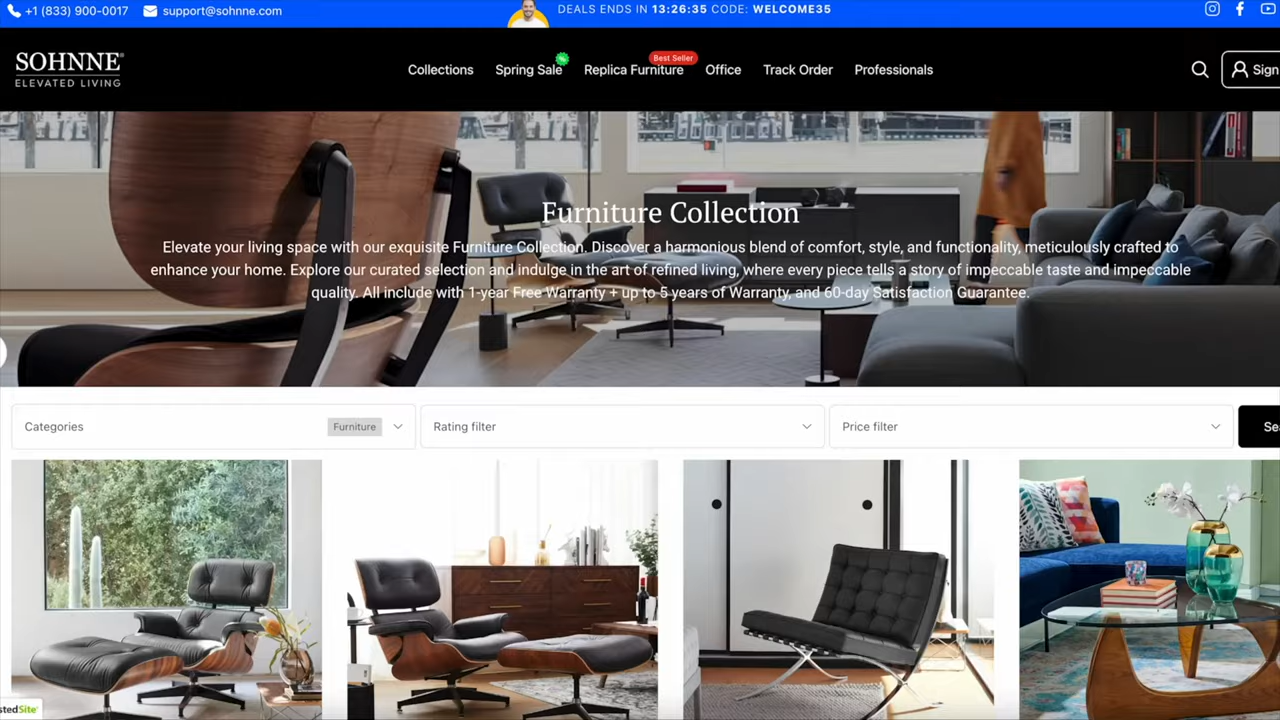 +1 (833) 900-0017 support@sohnne.com DEALS ENDS IN 13:26:35 CODE: WELCOME35
SOHNNE®
ELEVATED LIVING
Best Seller
Collections Spring Sale Replica Furniture Office Track Order Professionals Sign
Furniture Collection
Elevate your living space with our exquisite Furniture Collection. Discover a harmonious blend of comfort, style, and functionality, meticulously crafted to
enhance your home. Explore our curated selection and indulge in the art of refined living, where every piece tells a story of impeccable taste and impeccable
quality. All include with 1-year Free Warranty + up to 5 years of Warranty, and 60-day Satisfaction Guarantee.
Categories Furniture Rating filter Price filter Sea
stedSite